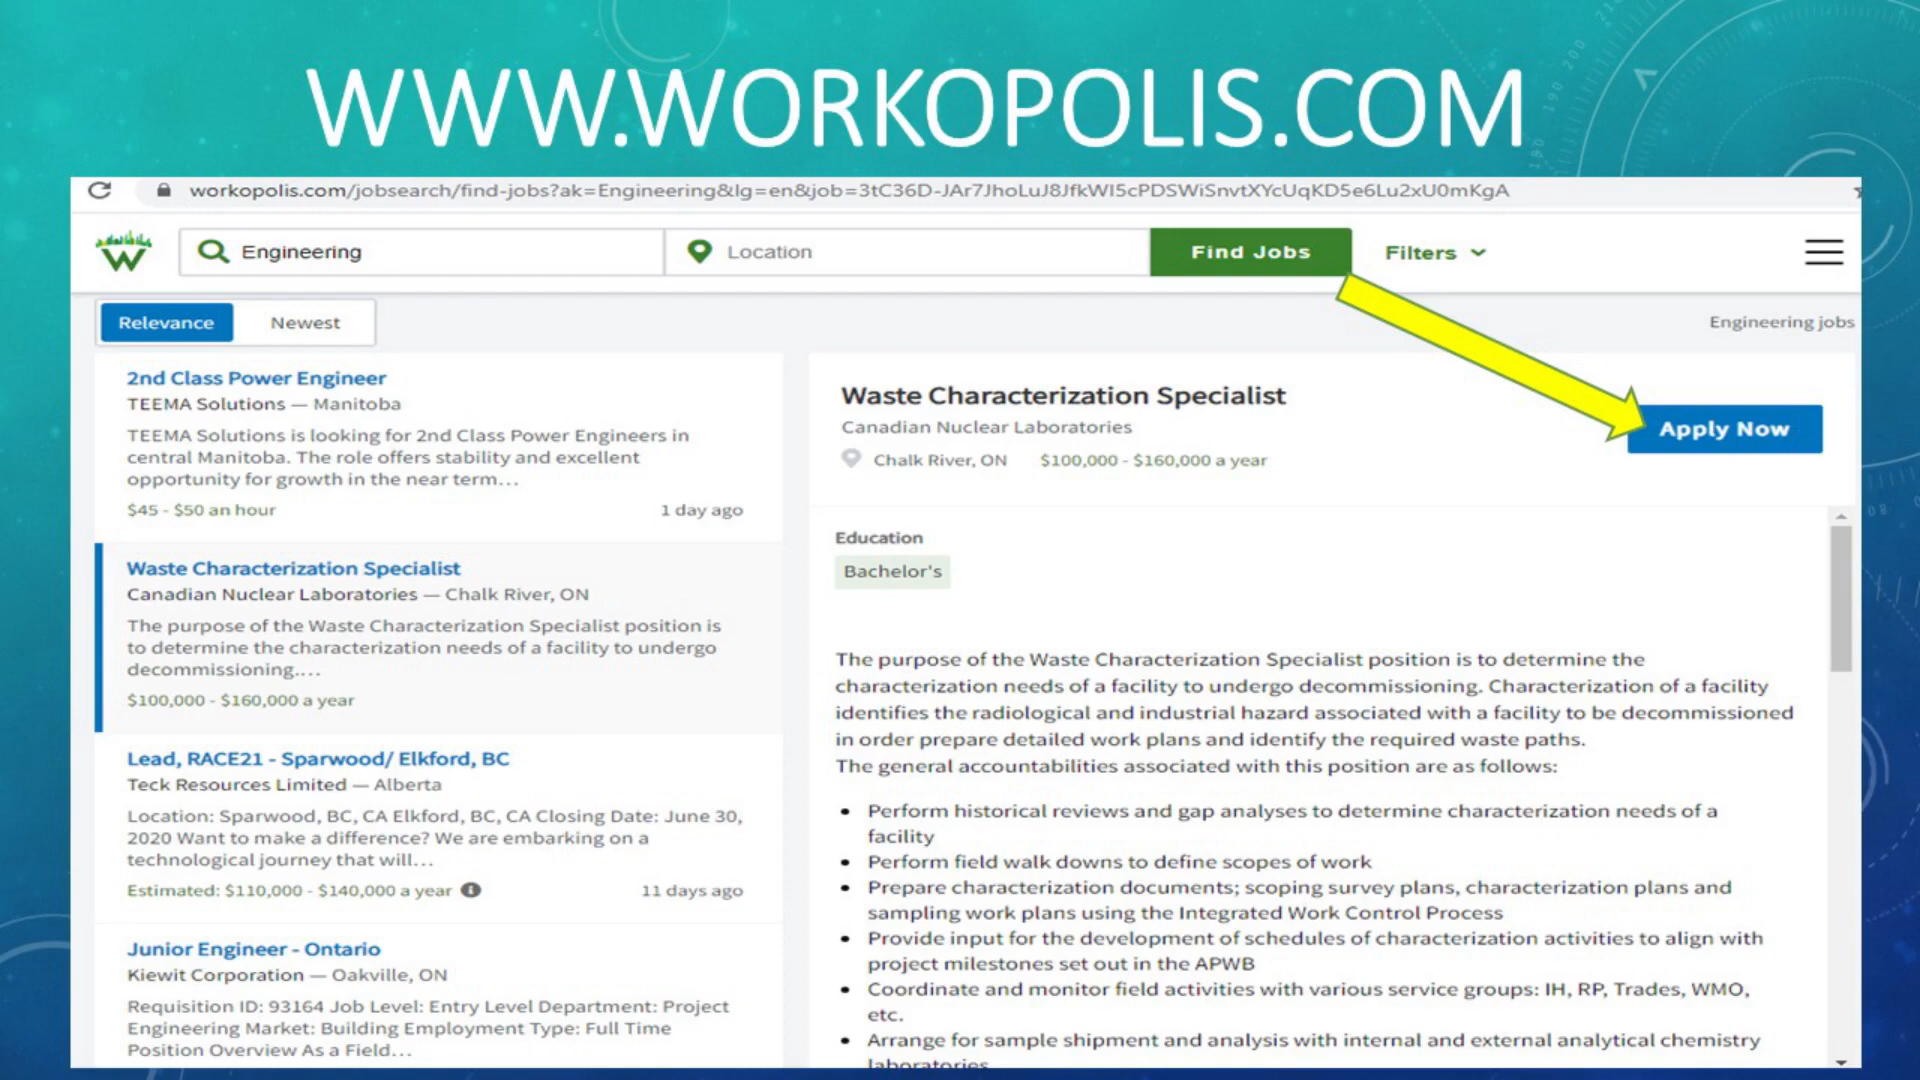 WWW.WORKOPOLIS.COM
workopolis.com/jobsearch/find-jobs?ak=Engineering&lg=en&job=3tC36D-JAr7JhoLuJ8JfkWI5cPDSWiSnvtXYcUqKD5e6Lu2xU0mKgA
Engineering
Location
Find Jobs
Filters
Relevance
Newest
Engineering jobs
2nd Class Power Engineer
TEEMA Solutions — Manitoba
TEEMA Solutions is looking for 2nd Class Power Engineers in
central Manitoba. The role offers stability and excellent
opportunity for growth in the near term...
$45 - $50 an hour
1 day ago
Waste Characterization Specialist
Canadian Nuclear Laboratories — Chalk River, ON
The purpose of the Waste Characterization Specialist position is
to determine the characterization needs of a facility to undergo
decommissioning....
$100,000 - $160,000 a year
Lead, RACE21 - Sparwood/ Elkford, BC
Teck Resources Limited — Alberta
Location: Sparwood, BC, CA Elkford, BC, CA Closing Date: June 30,
2020 Want to make a difference? We are embarking on a
technological journey that will...
Estimated: $110,000 - $140,000 a year
11 days ago
Junior Engineer - Ontario
Kiewit Corporation — Oakville, ON
Requisition ID: 93164 Job Level: Entry Level Department: Project
Engineering Market: Building Employment Type: Full Time
Position Overview As a Field...
Waste Characterization Specialist
Canadian Nuclear Laboratories
Chalk River, ON $100,000 - $160,000 a year
Apply Now
Education
Bachelor's
The purpose of the Waste Characterization Specialist position is to determine the
characterization needs of a facility to undergo decommissioning. Characterization of a facility
identifies the radiological and industrial hazard associated with a facility to be decommissioned
in order prepare detailed work plans and identify the required waste paths.
The general accountabilities associated with this position are as follows:
• Perform historical reviews and gap analyses to determine characterization needs of a
facility
• Perform field walk downs to define scopes of work
• Prepare characterization documents; scoping survey plans, characterization plans and
sampling work plans using the Integrated Work Control Process
• Provide input for the development of schedules of characterization activities to align with
project milestones set out in the APWB
• Coordinate and monitor field activities with various service groups: IH, RP, Trades, WMO,
etc.
• Arrange for sample shipment and analysis with internal and external analytical chemistry
laboratories